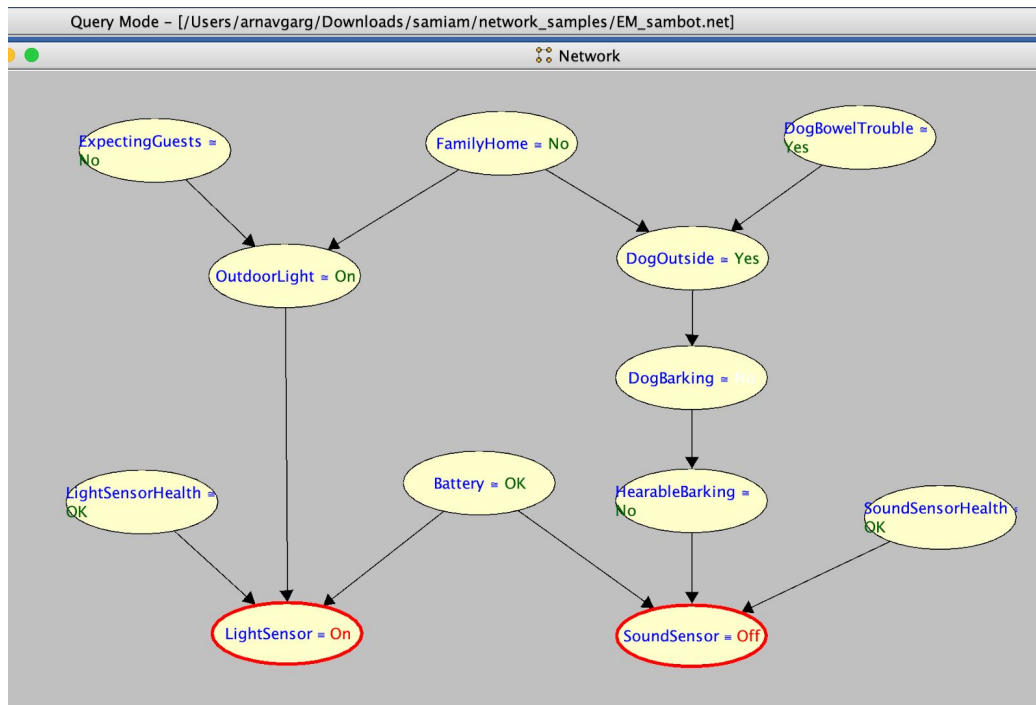 Query Mode – [/Users/arnavgarg/Downloads/samiam/network_samples/EM_sambot.net]
Network
ExpectingGuests ≃
No
FamilyHome ≃ No
DogBowelTrouble ≃
Yes
OutdoorLight ≃ On
DogOutside ≃ Yes
DogBarking ≃ No
LightSensorHealth ≃
OK
Battery ≃ OK
HearableBarking ≃
No
SoundSensorHealth ≃
OK
LightSensor = On
SoundSensor = Off